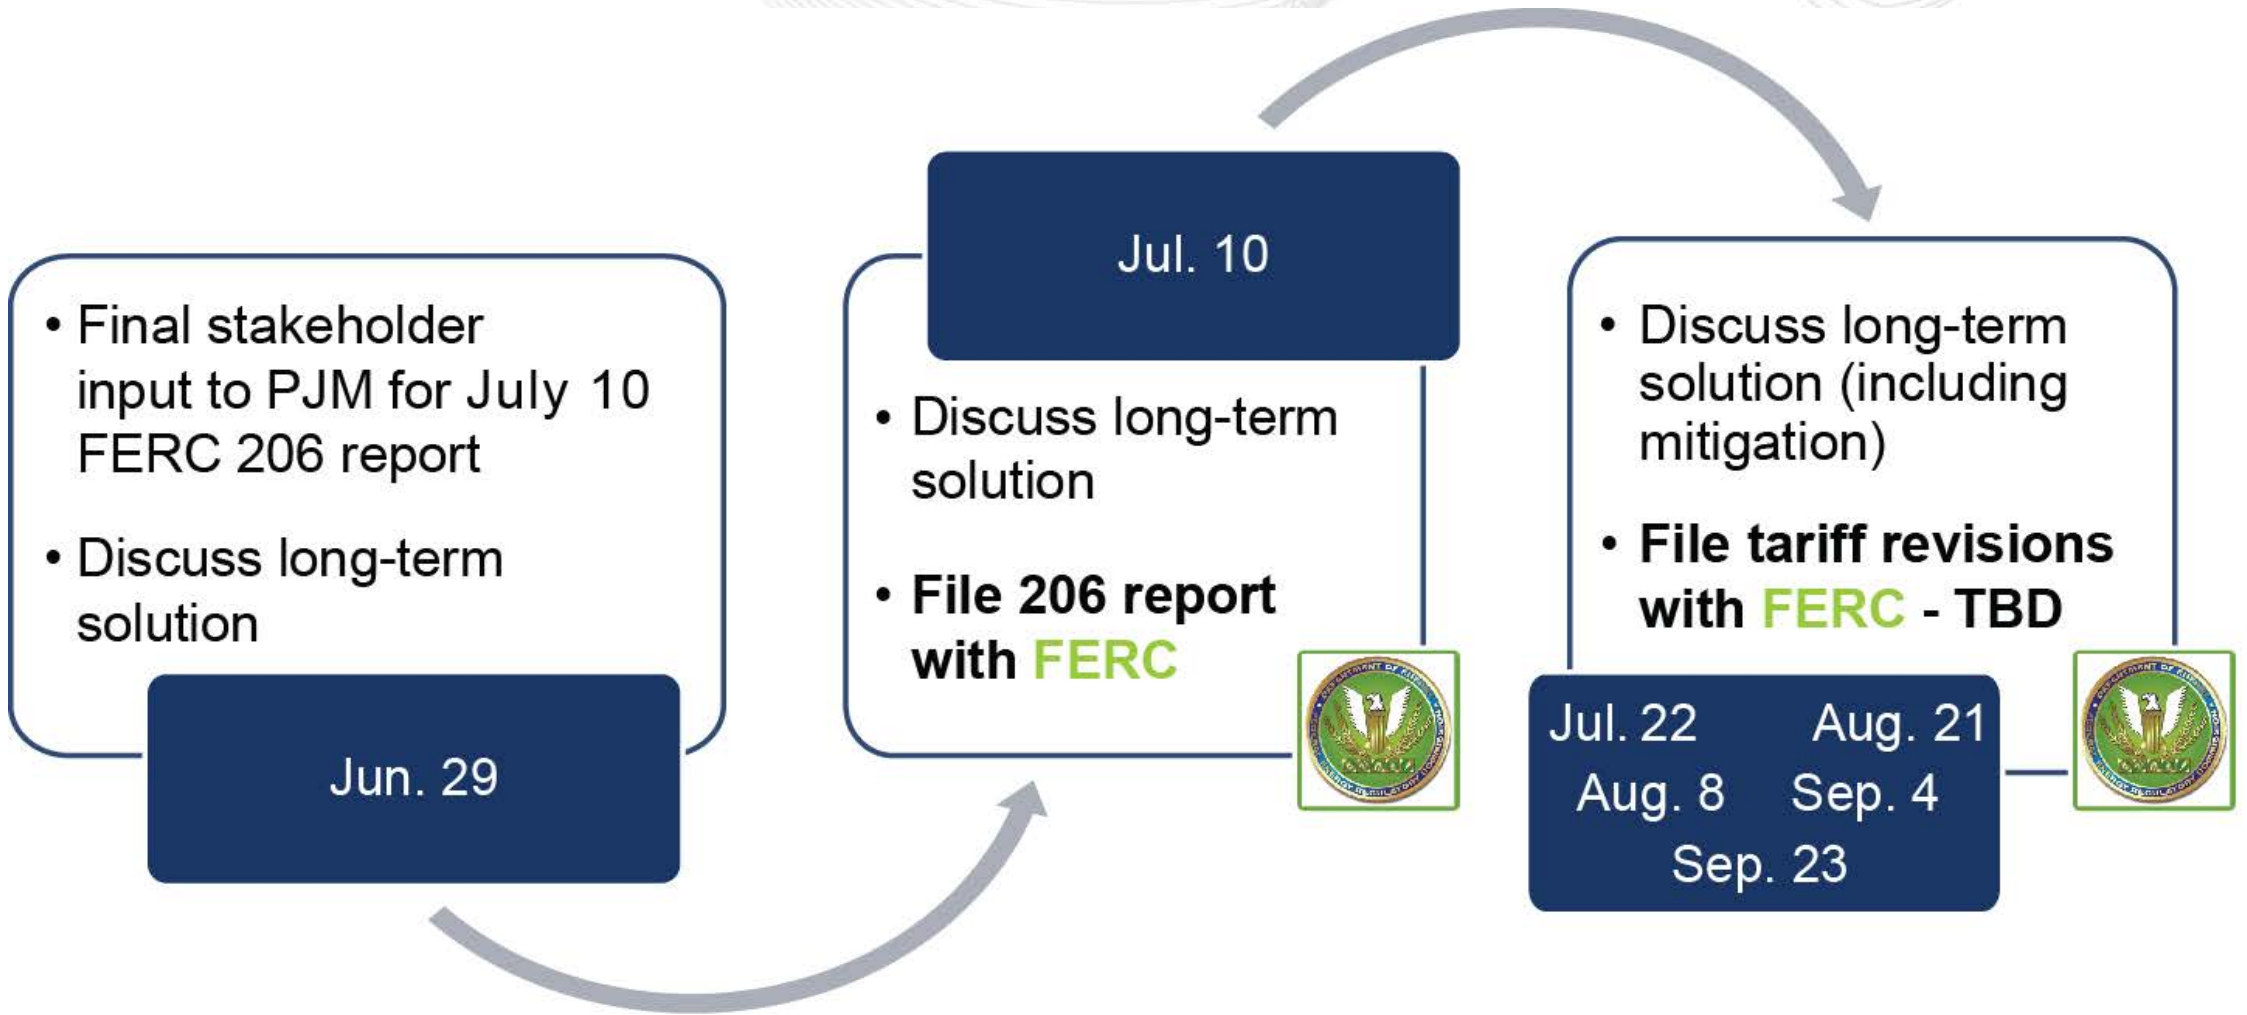 • Final stakeholder
input to PJM for July 10
FERC 206 report
• Discuss long-term
solution
Jun. 29
Jul. 10
• Discuss long-term
solution
• File 206 report
with FERC
• Discuss long-term
solution (including
mitigation)
• File tariff revisions
with FERC - TBD
Jul. 22 Aug. 21
Aug. 8 Sep. 4
Sep. 23